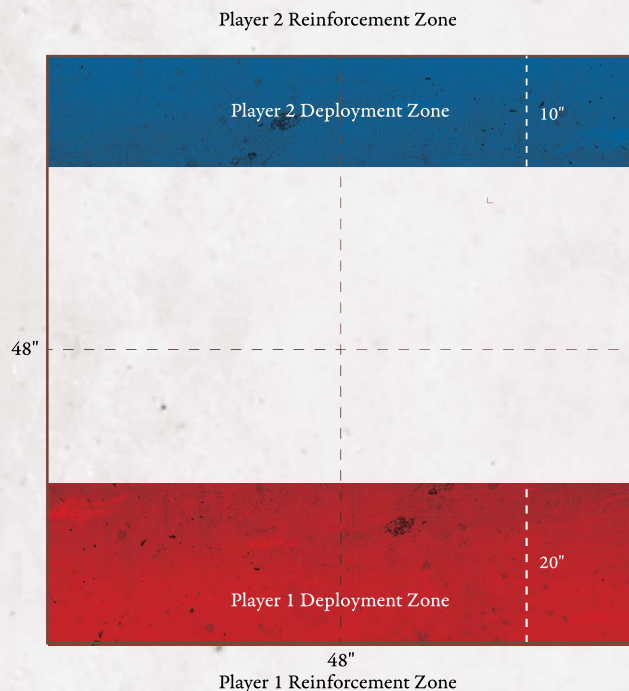 Player 2 Reinforcement Zone
Player 2 Deployment Zone
10"
48"
20"
Player 1 Deployment Zone
48"
Player 1 Reinforcement Zone